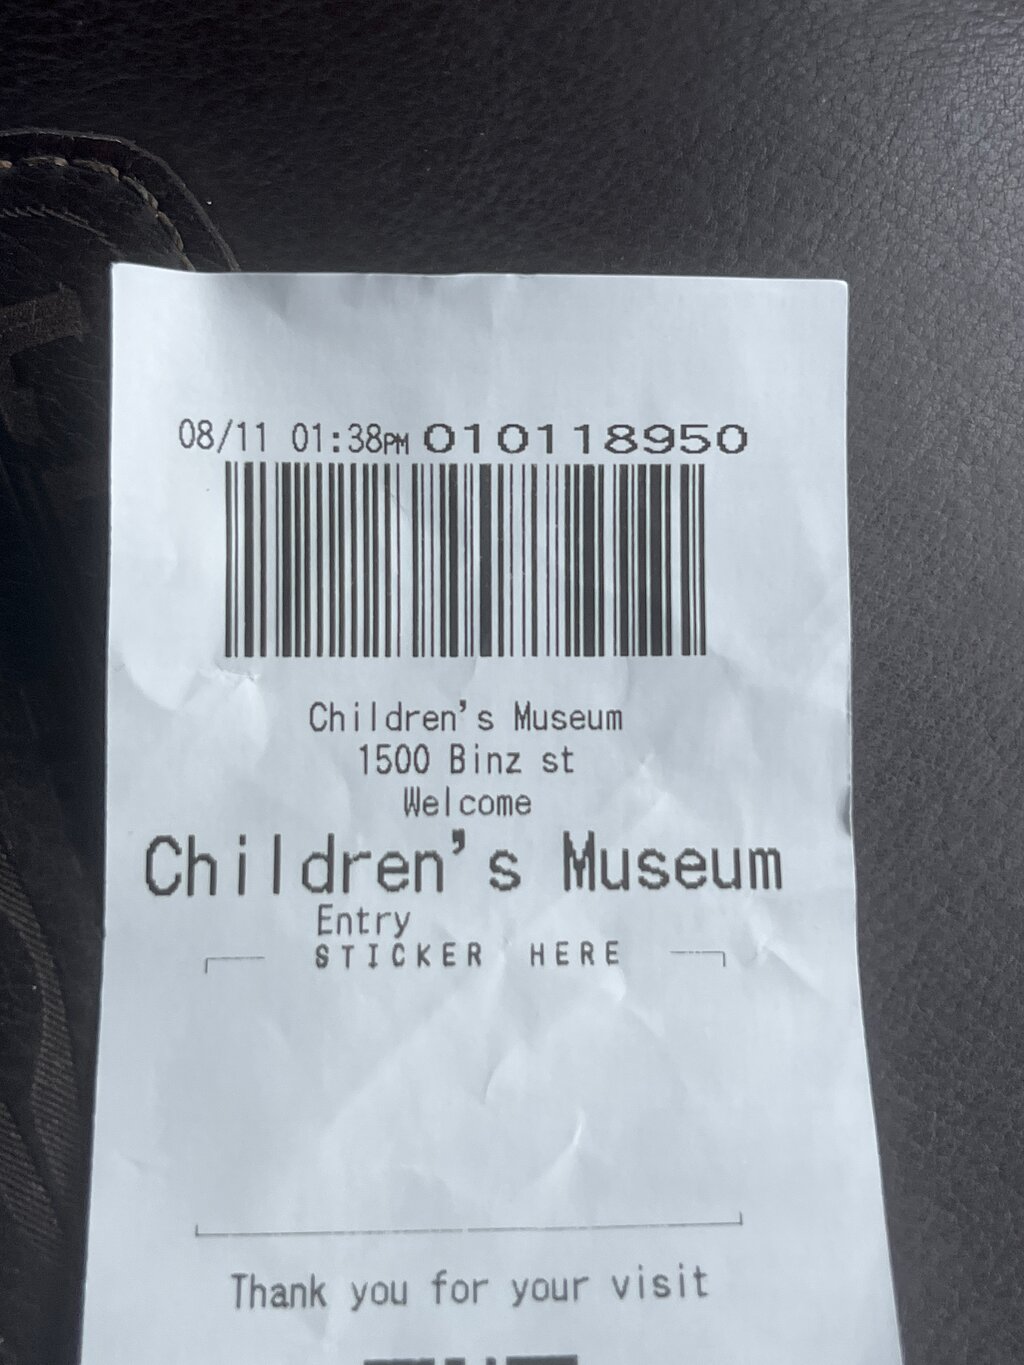 08/11 01:38PM 010118950
Children's Museum
1500 Binz st
Welcome
Children's Museum
Entry
STICKER HERE
Thank you for your visit